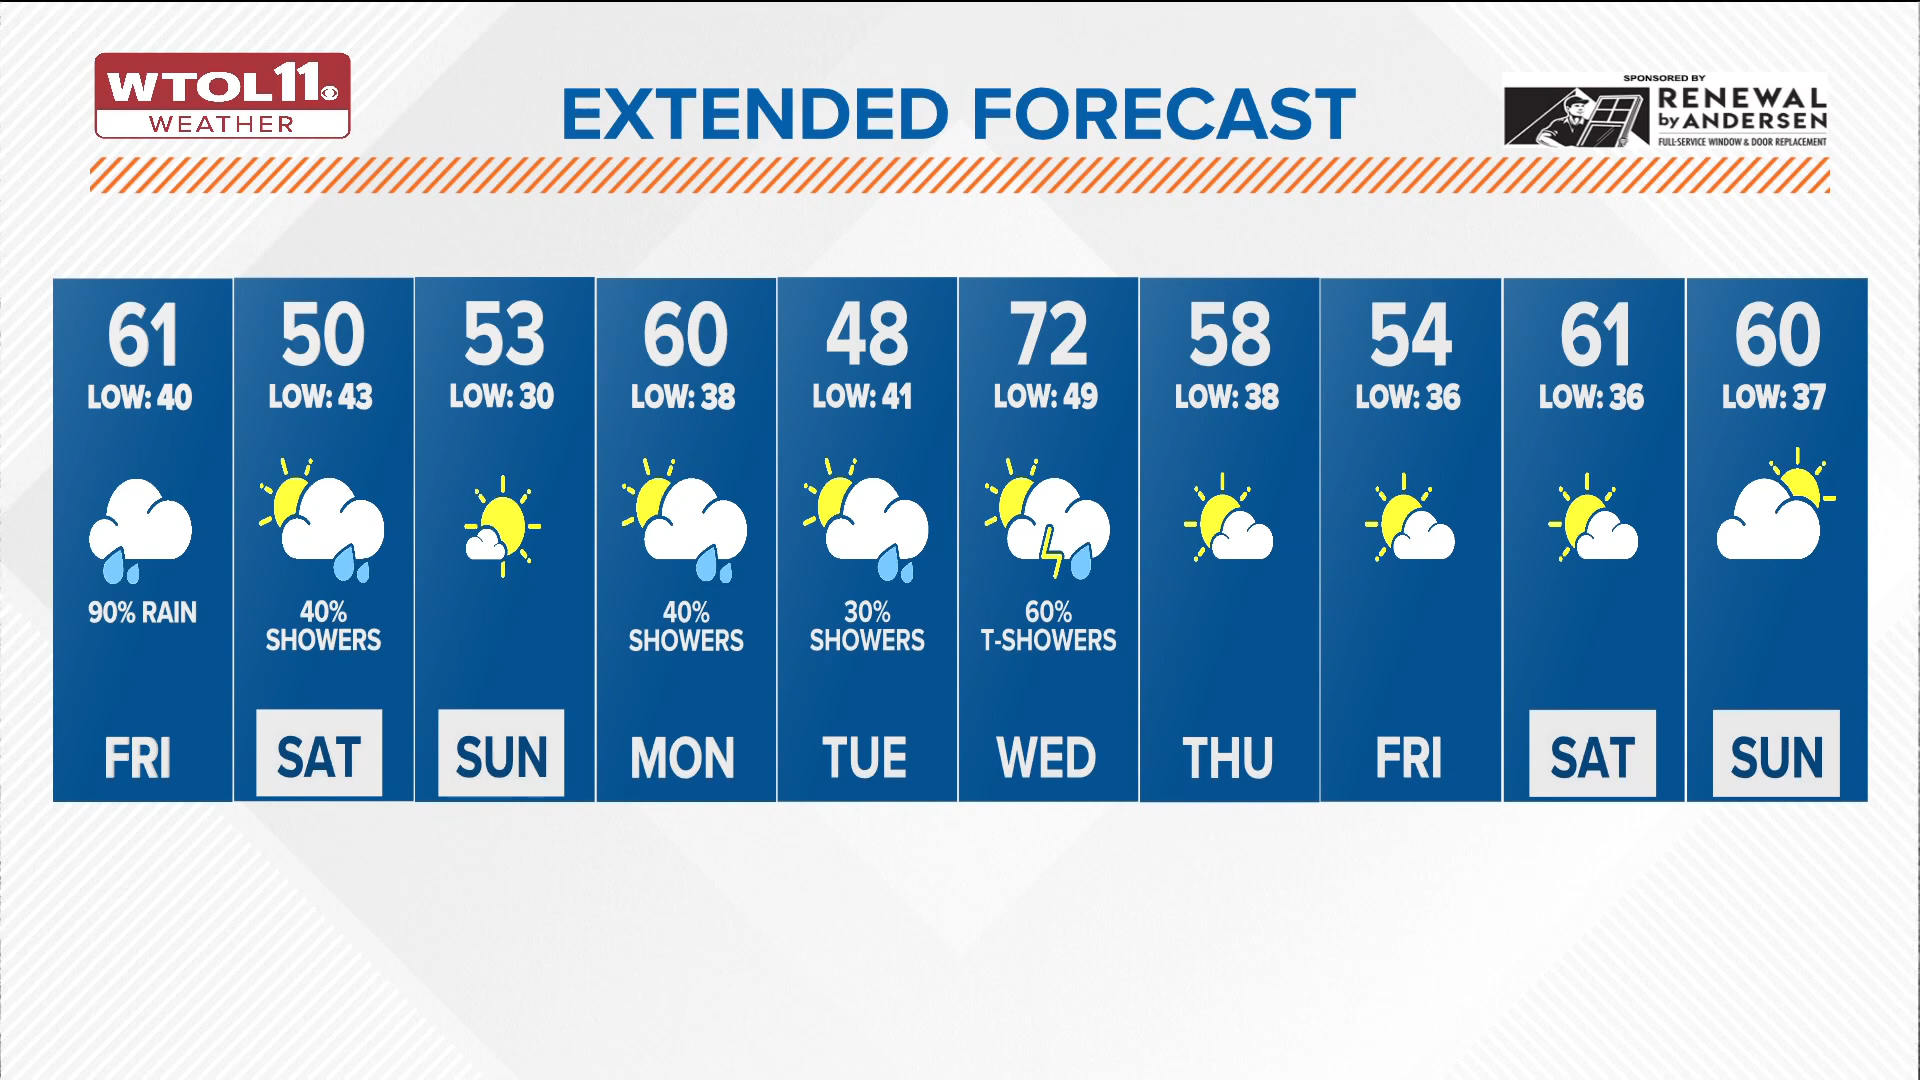 WTOL 11
WEATHER
EXTENDED FORECAST
SPONSORED BY
RENEWAL
by ANDERSEN
FULL-SERVICE WINDOW & DOOR REPLACEMENT
61
LOW: 40
90% RAIN
FRI
50
LOW: 43
40%
SHOWERS
SAT
53
LOW: 30
SUN
60
LOW: 38
40%
SHOWERS
MON
48
LOW: 41
30%
SHOWERS
TUE
72
LOW: 49
60%
T-SHOWERS
WED
58
LOW: 38
THU
54
LOW: 36
FRI
61
LOW: 36
SAT
60
LOW: 37
SUN